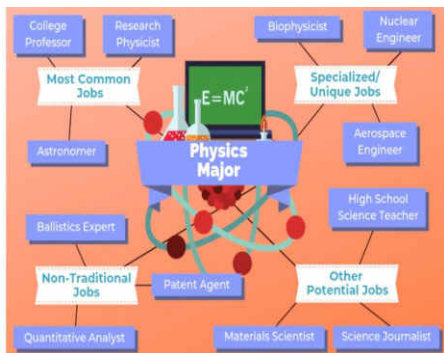 College
Professor
Research
Physicist
Most Common
Jobs
Astronomer
Biophysicist
Nuclear
Engineer
Specialized/
Unique Jobs
Aerospace
Engineer
E=MC²
Physics
Major
Ballistics Expert
Non-Traditional
Jobs
Patent Agent
Quantitative Analyst
High School
Science Teacher
Other
Potential Jobs
Materials Scientist
Science Journalist